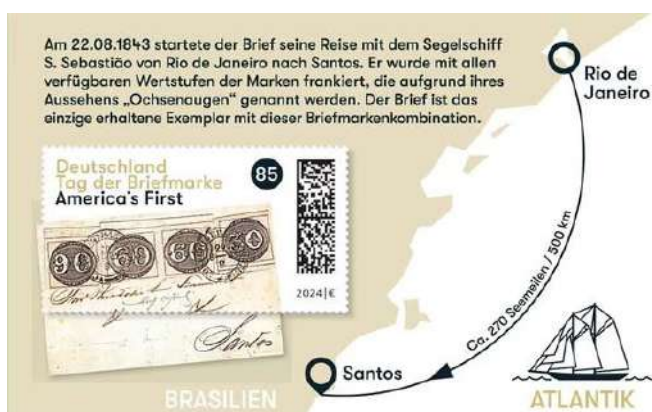 Am 22.08.1843 startete der Brief seine Reise mit dem Segelschiff
S. Sebastião von Rio de Janeiro nach Santos. Er wurde mit allen
verfügbaren Wertstufen der Marken frankiert, die aufgrund ihres
Aussehens „Ochsenaugen“ genannt werden. Der Brief ist das
einzige erhaltene Exemplar mit dieser Briefmarkenkombination.
Rio de
Janeiro
Deutschland
Tag der Briefmarke
America's First
85
90 60 60
2024|€
Santos
Ca. 270 Seemeilen / 500 km
Santos
BRASILIEN
ATLANTIK